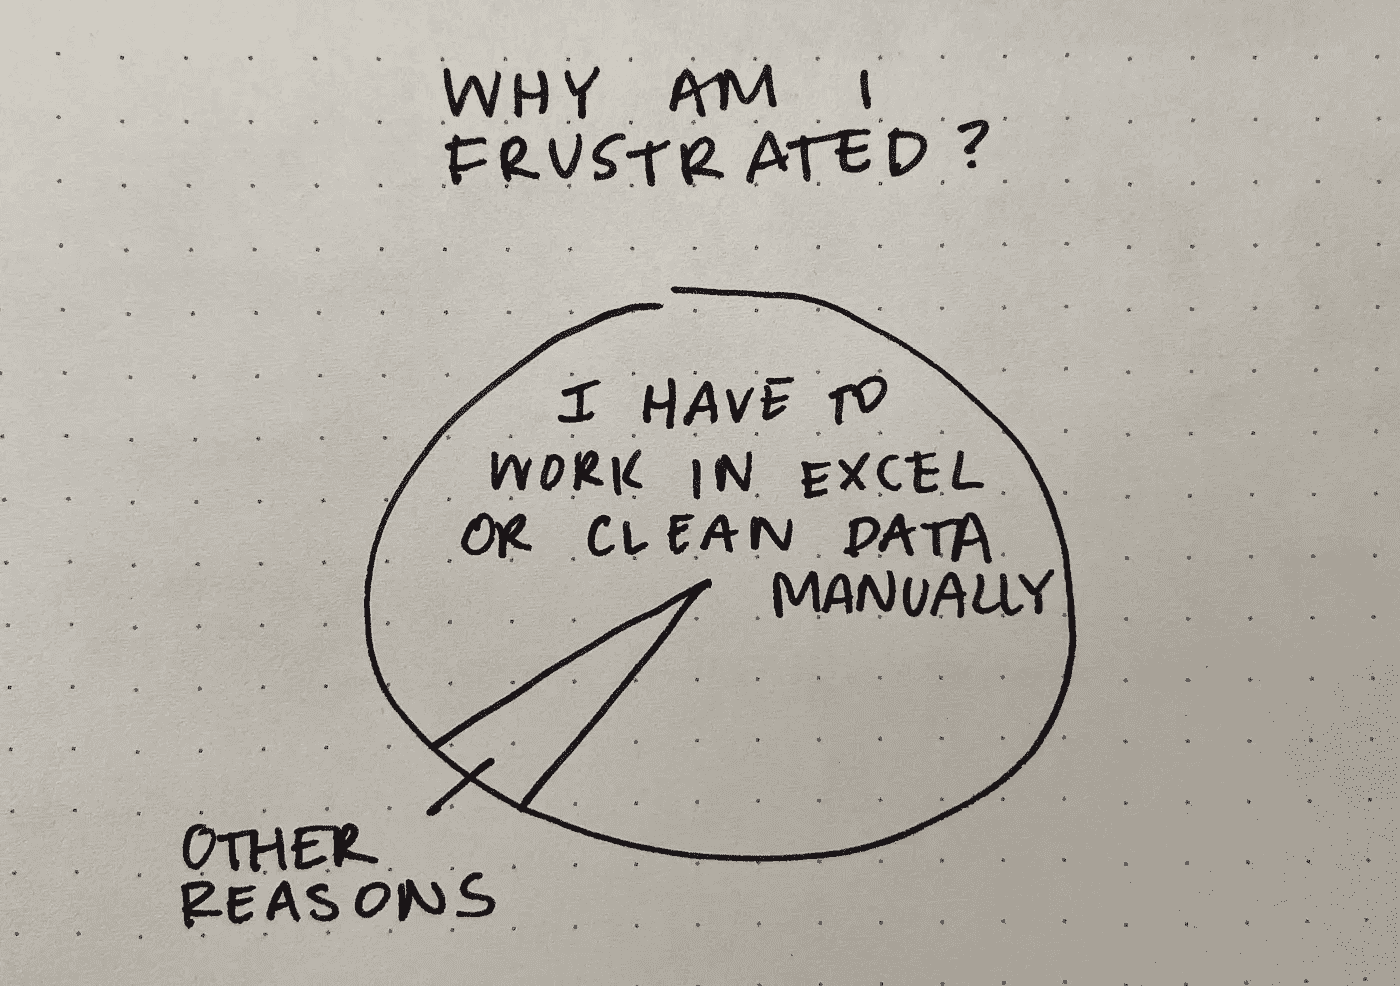 WHY AM I
FRUSTRATED?
I HAVE TO
WORK IN EXCEL
OR CLEAN DATA
MANUALLY
OTHER
REASONS